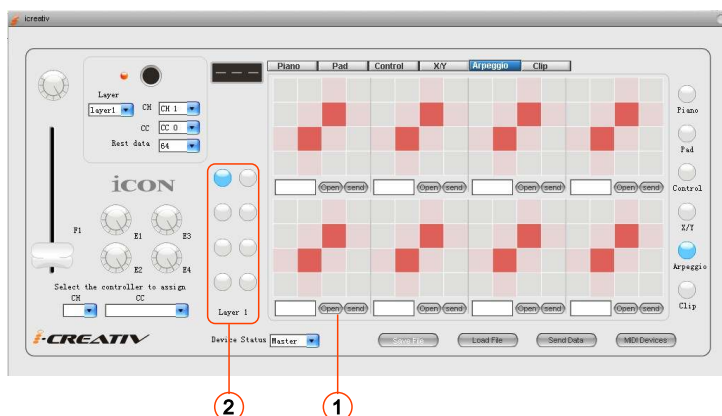 icreativ
Piano Pad Control X/Y Arpeggio Clip
Layer
layer1 CH CH 1
CC CC 0
Rest data 64
Piano
Pad
iCON
Open send Open send Open send Open send
Control
X/Y
F1 E1 E3
Arpeggio
E2 E4
Select the controller to assign
CH CC
Open send Open send Open send Open send
Clip
Layer 1
i-CREATIV
Device Status Master Save File Load File Send Data MIDI Devices
2 1